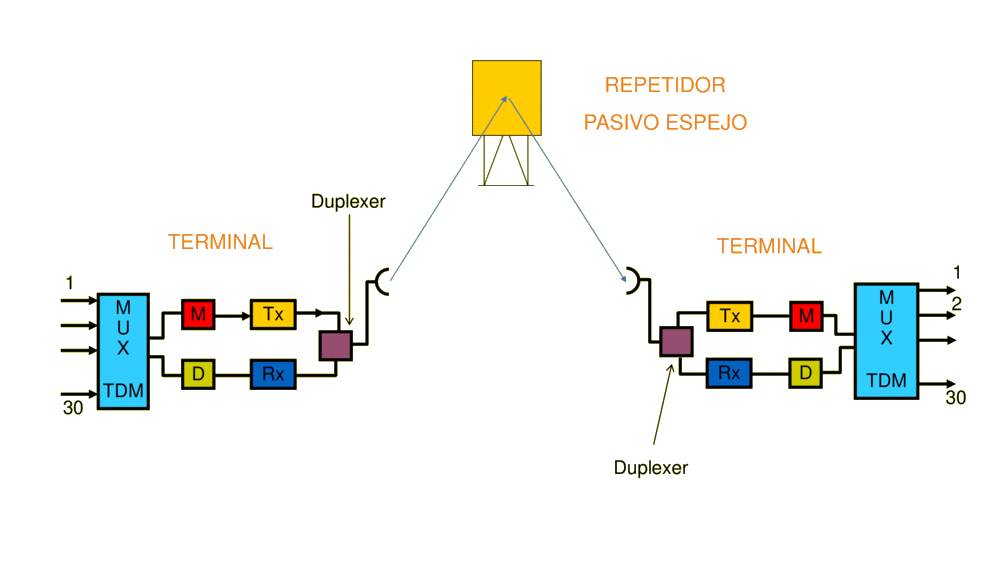 REPETIDOR
PASIVO ESPEJO
Duplexer
TERMINAL
1
M
U
X
TDM
30
M
Tx
D
Rx
TERMINAL
Tx
M
Rx
D
M
U
X
TDM
1
2
30
Duplexer